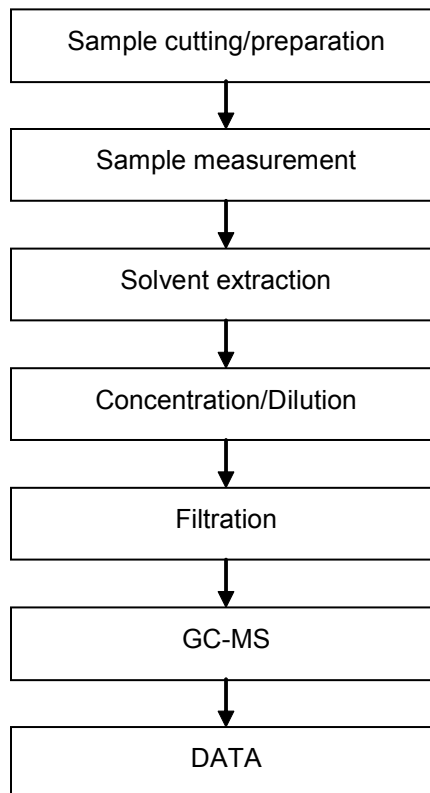 Sample cutting/preparation
Sample measurement
Solvent extraction
Concentration/Dilution
Filtration
GC-MS
DATA